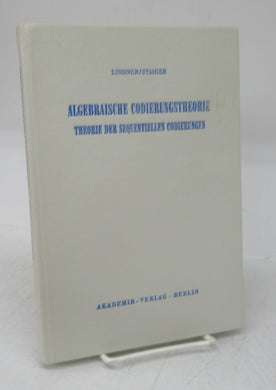 LINDNER/STAIGER
ALGEBRAISCHE CODIERUNGSTHEORIE
THEORIE DER SEQUENTIELLEN CODIERUNGEN
AKADEMIE-VERLAG · BERLIN